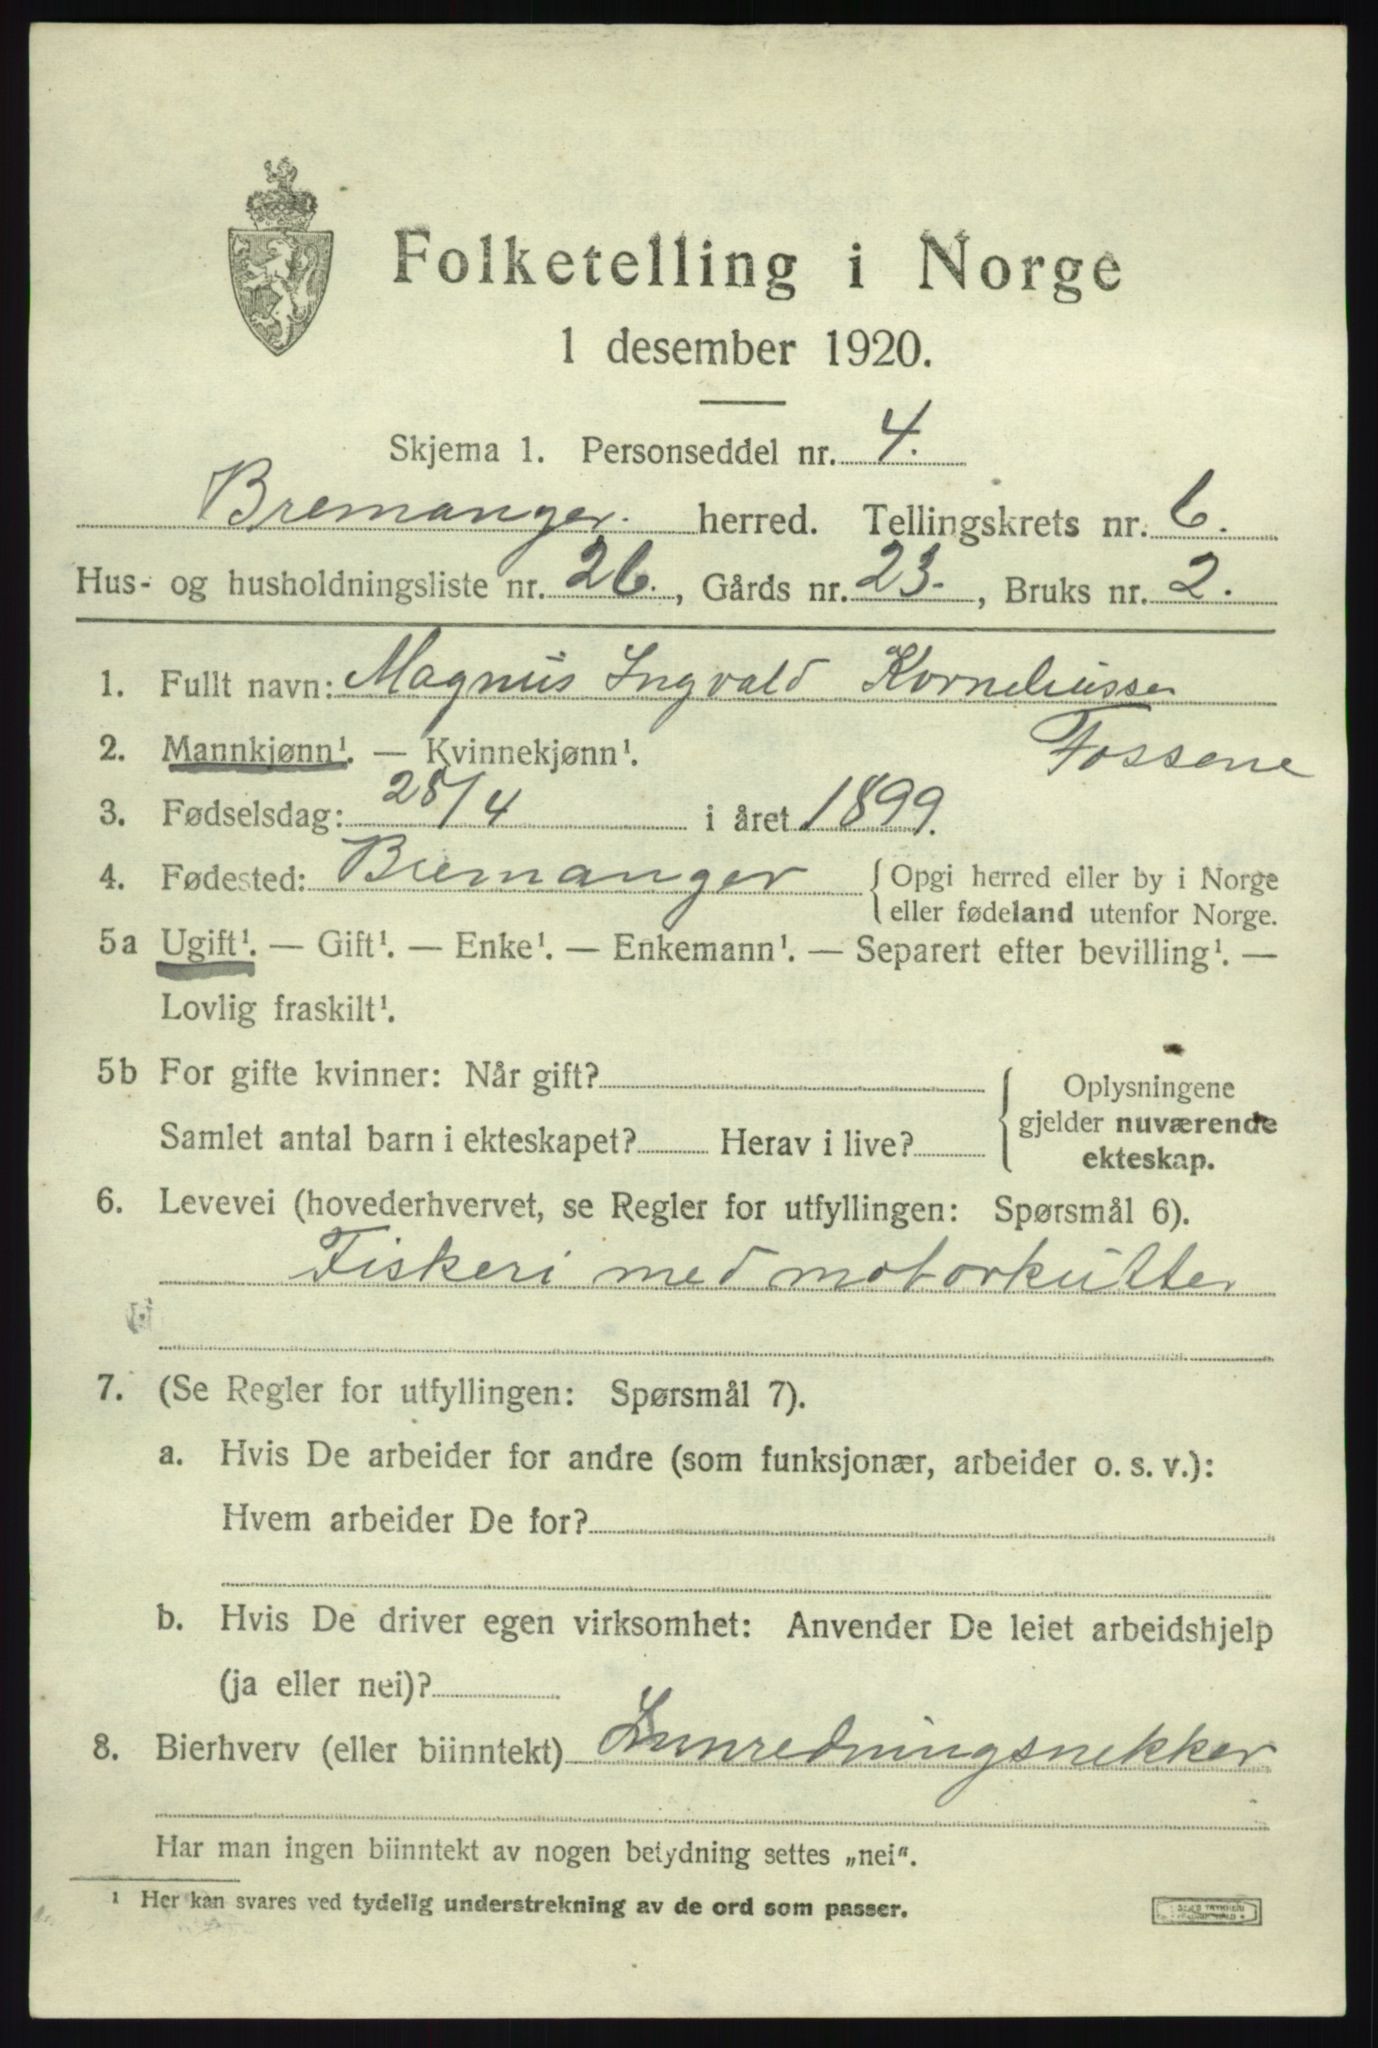 Folketelling i Norge
1 desember 1920.
Skjema 1. Personseddel nr. 4.
Bremanger. herred. Tellingskrets nr. 6.
Hus- og husholdningsliste nr. 26., Gårds nr. 23., Bruks nr. 2.
1. Fullt navn: Magnus Ingvald Korneliussen
Fossene
2. Mannkjønn¹. — Kvinnekjønn¹.
3. Fødselsdag: 28/4 i året 1899.
4. Fødested: Bremanger { Opgi herred eller by i Norge
eller fødeland utenfor Norge.
5a Ugift¹. — Gift¹. — Enke¹. — Enkemann¹. — Separert efter bevilling¹. —
Lovlig fraskilt¹.
5b For gifte kvinner: Når gift?
Samlet antal barn i ekteskapet? Herav i live?
Oplysningene
gjelder nuværende
ekteskap.
6. Levevei (hovederhvervet, se Regler for utfyllingen: Spørsmål 6).
Fiskeri med motorkutter
7. (Se Regler for utfyllingen: Spørsmål 7).
a. Hvis De arbeider for andre (som funksjonær, arbeider o. s. v.):
Hvem arbeider De for?
b. Hvis De driver egen virksomhet: Anvender De leiet arbeidshjelp
(ja eller nei)?
8. Bierhverv (eller biinntekt) Innredningsnekker
Har man ingen biinntekt av nogen betydning settes „nei".
¹ Her kan svares ved tydelig understrekning av de ord som passer.